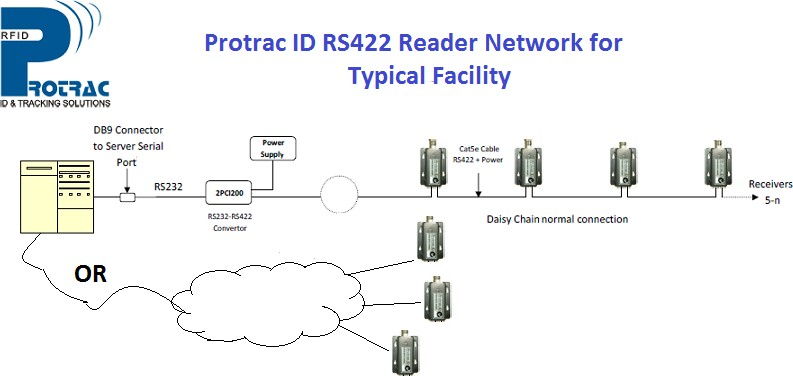 RFID
PROTRAC
ID & TRACKING SOLUTIONS
Protrac ID RS422 Reader Network for
Typical Facility
DB9 Connector
to Server Serial
Port
RS232
Power
Supply
2PCI200
RS232-RS422
Convertor
Cat5e Cable
RS422 + Power
Daisy Chain normal connection
Receivers
5-n
OR